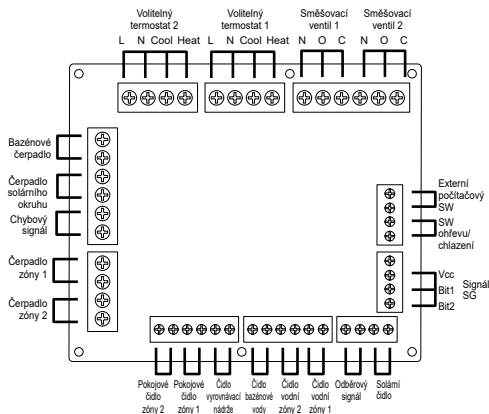 Volitelný termostat 2
Volitelný termostat 1
Směšovací ventil 1
Směšovací ventil 2
L N Cool Heat
L N Cool Heat
N O C
N O C
Bazénové
čerpadlo
Čerpadlo
solárního
okruhu
Chybový
signál
Čerpadlo
zóny 1
Čerpadlo
zóny 2
Externí
počítačový
SW
SW
ohřevu/
chlazení
Vcc
Bit1
Bit2
Signál
SG
Pokojové
čidlo
zóny 2
Pokojové
čidlo
zóny 1
Čidlo
vyrovnávací
nádrže
Čidlo
bazénové
vody
Čidlo
vodní
zóny 2
Čidlo
vodní
zóny 1
Odběrový
signál
Solární
čidlo